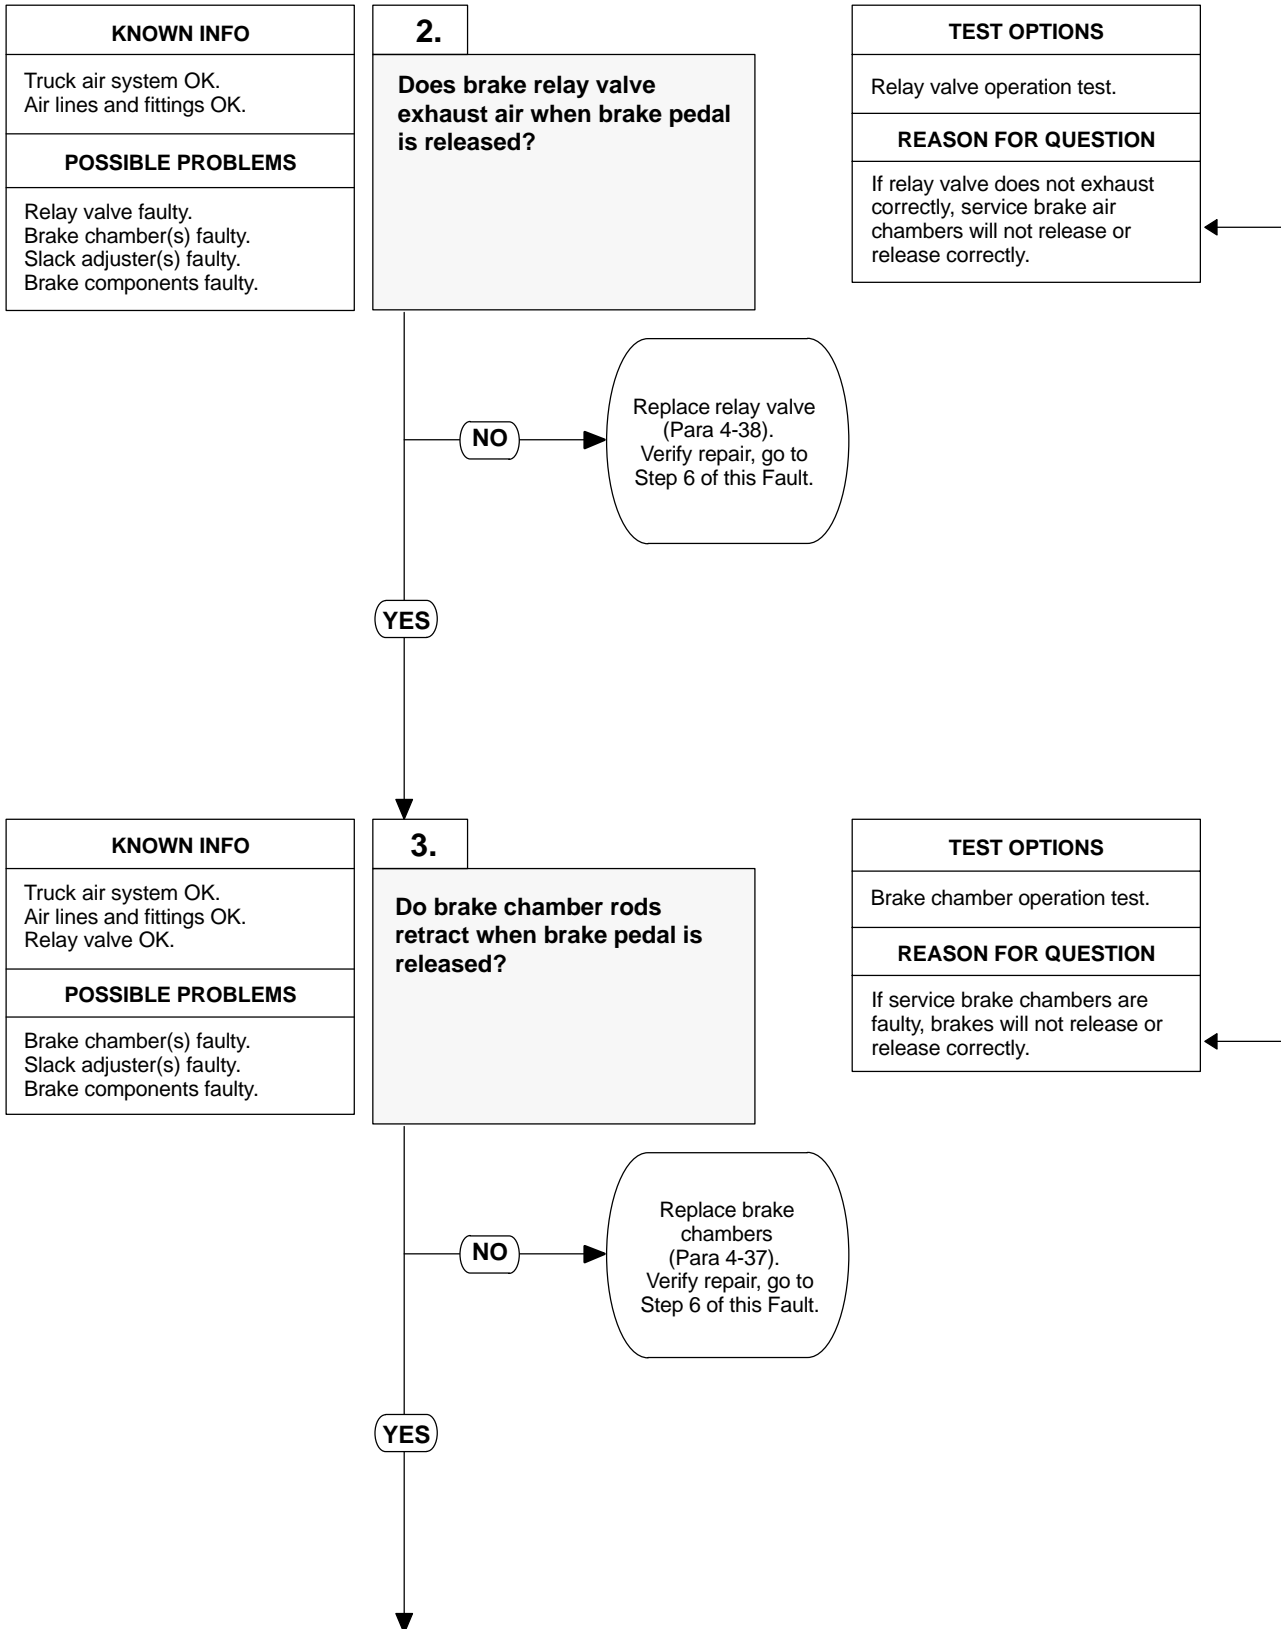 KNOWN INFO
Truck air system OK.
Air lines and fittings OK.
POSSIBLE PROBLEMS
Relay valve faulty.
Brake chamber(s) faulty.
Slack adjuster(s) faulty.
Brake components faulty.
2.
Does brake relay valve
exhaust air when brake pedal
is released?
TEST OPTIONS
Relay valve operation test.
REASON FOR QUESTION
If relay valve does not exhaust
correctly, service brake air
chambers will not release or
release correctly.
NO
Replace relay valve
(Para 4-38).
Verify repair, go to
Step 6 of this Fault.
YES
KNOWN INFO
Truck air system OK.
Air lines and fittings OK.
Relay valve OK.
POSSIBLE PROBLEMS
Brake chamber(s) faulty.
Slack adjuster(s) faulty.
Brake components faulty.
3.
Do brake chamber rods
retract when brake pedal is
released?
TEST OPTIONS
Brake chamber operation test.
REASON FOR QUESTION
If service brake chambers are
faulty, brakes will not release or
release correctly.
NO
Replace brake
chambers
(Para 4-37).
Verify repair, go to
Step 6 of this Fault.
YES